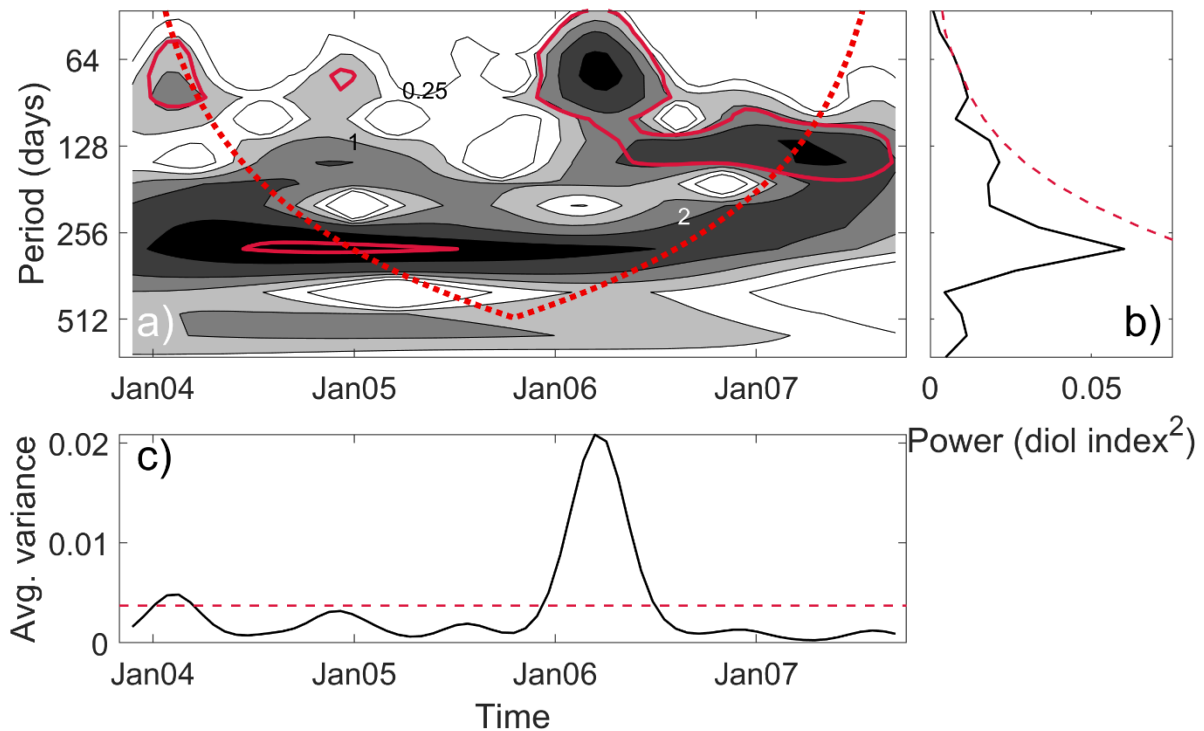 64
128
256
512
Period (days)
0.25
1
2
a)
Jan04 Jan05 Jan06 Jan07
b)
0 0.05
Power (diol index²)
c)
0.02
0.01
0
Avg. variance
Jan04 Jan05 Jan06 Jan07
Time